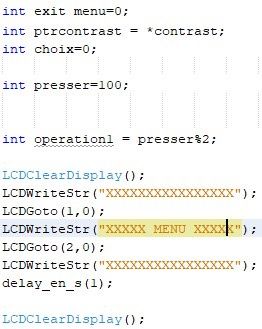 int exit menu=0;
int ptrcontrast = *contrast;
int choix=0;
int presser=100;
int operation1 = presser%2;
LCDClearDisplay();
LCDWriteStr("XXXXXXXXXXXXXXXX");
LCDGoto(1,0);
LCDWriteStr("XXXXX MENU XXXXX");
LCDGoto(2,0);
LCDWriteStr("XXXXXXXXXXXXXXXX");
delay_en_s(1);
LCDClearDisplay();